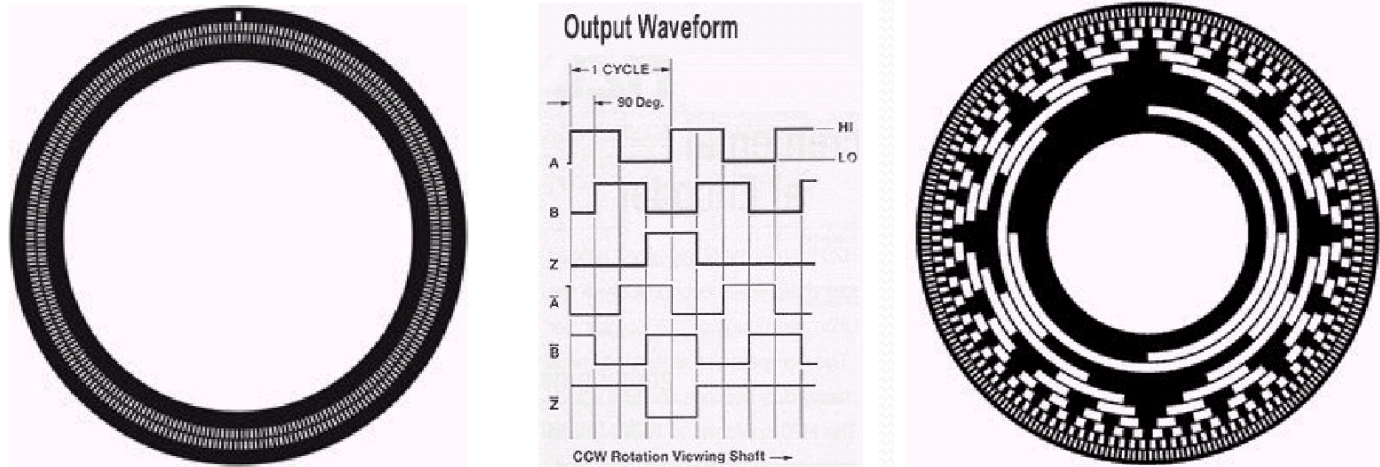 Output Waveform
1 CYCLE
90 Deg.
HI
A
LO
B
Z
A̅
B̅
Z̅
CCW Rotation Viewing Shaft